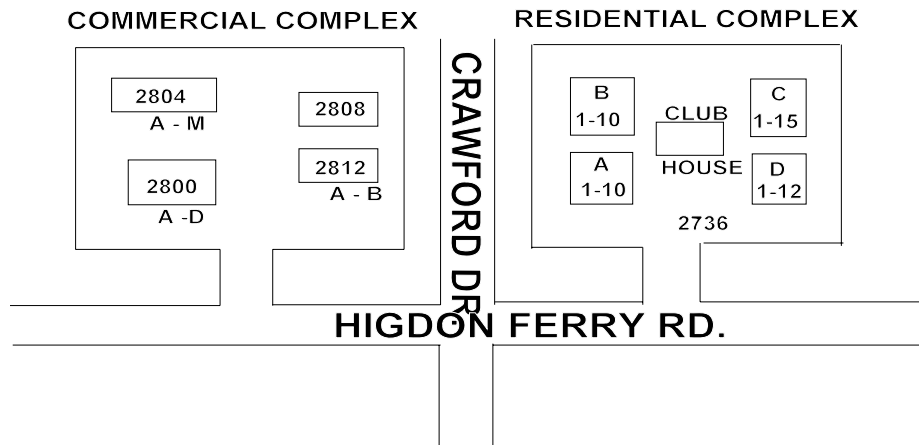 COMMERCIAL COMPLEX
2804
A - M
2808
2800
A -D
2812
A - B
CRAWFORD DR.
RESIDENTIAL COMPLEX
B
1-10
CLUB
HOUSE
C
1-15
A
1-10
D
1-12
2736
HIGDON FERRY RD.